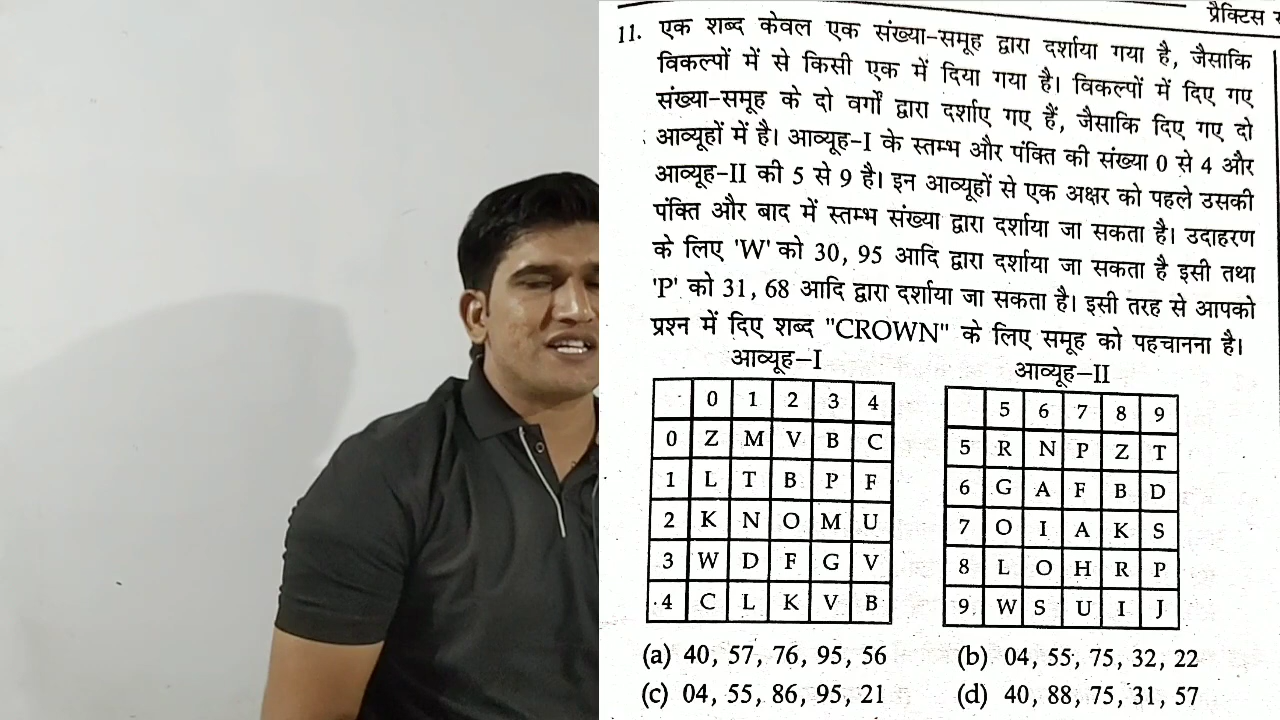 प्रैक्टिस
11. एक शब्द केवल एक संख्या-समूह द्वारा दर्शाया गया है, जैसाकि
विकल्पों में से किसी एक में दिया गया है। विकल्पों में दिए गए
संख्या-समूह के दो वर्गों द्वारा दर्शाए गए हैं, जैसाकि दिए गए दो
आव्यूहों में है। आव्यूह-I के स्तम्भ और पंक्ति की संख्या 0 से 4 और
आव्यूह-II की 5 से 9 है। इन आव्यूहों से एक अक्षर को पहले उसकी
पंक्ति और बाद में स्तम्भ संख्या द्वारा दर्शाया जा सकता है। उदाहरण
के लिए 'W' को 30, 95 आदि द्वारा दर्शाया जा सकता है इसी तथा
'P' को 31, 68 आदि द्वारा दर्शाया जा सकता है। इसी तरह से आपको
प्रश्न में दिए शब्द "CROWN" के लिए समूह को पहचानना है।
आव्यूह-I
0 1 2 3 4
0 Z M V B C
1 L T B P F
2 K N O M U
3 W D F G V
4 C L K V B
आव्यूह-II
5 6 7 8 9
5 R N P Z T
6 G A F B D
7 O I A K S
8 L O H R P
9 W S U I J
(a) 40, 57, 76, 95, 56
(b) 04, 55, 75, 32, 22
(c) 04, 55, 86, 95, 21
(d) 40, 88, 75, 31, 57